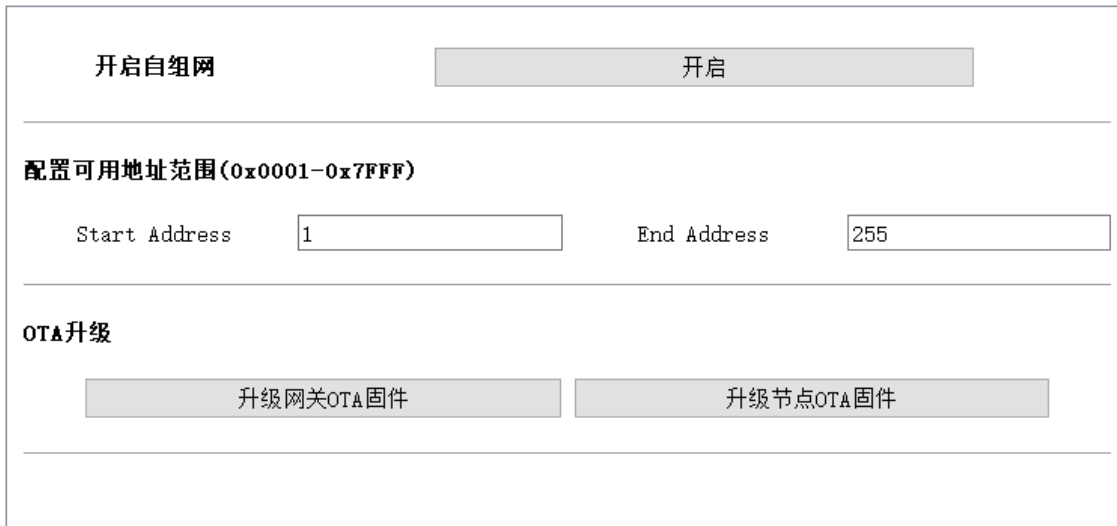 开启自组网 开启
配置可用地址范围(0x0001-0x7FFF)
Start Address 1 End Address 255
OTA升级
升级网关OTA固件 升级节点OTA固件